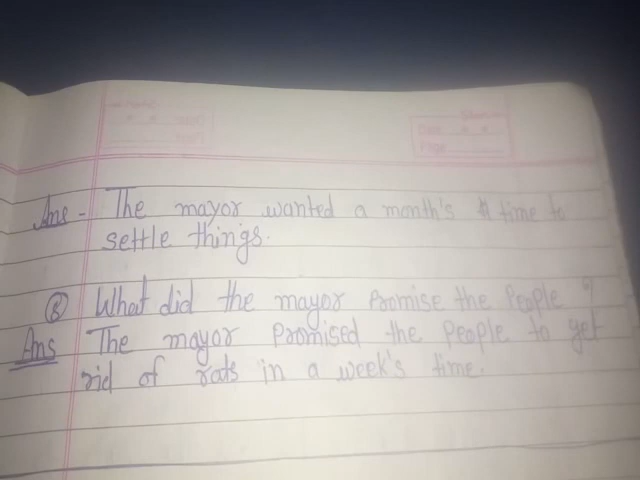 Ans - The mayor wanted a month's time to
settle things.
What did the mayor Promise the People ?
Ans The mayor Promised the People to get
rid of rats in a week's time.